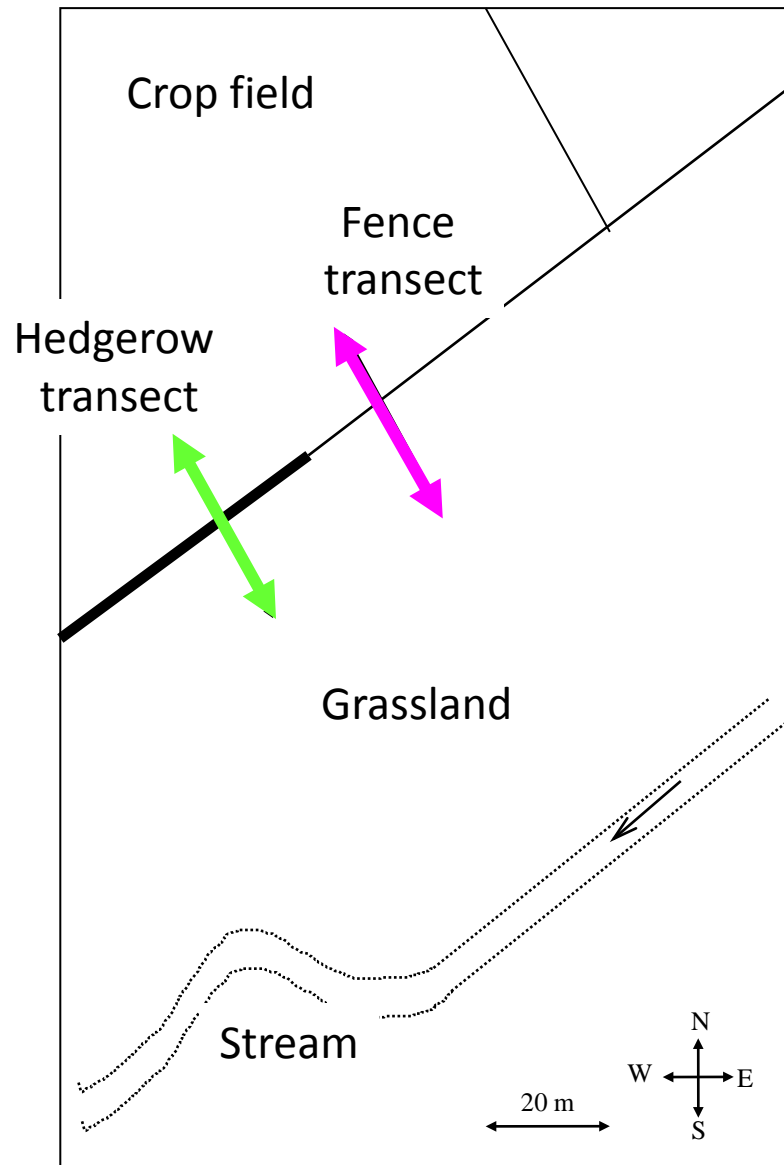 Crop field
Fence
transect
Hedgerow
transect
Grassland
Stream
N
W
E
S
20 m